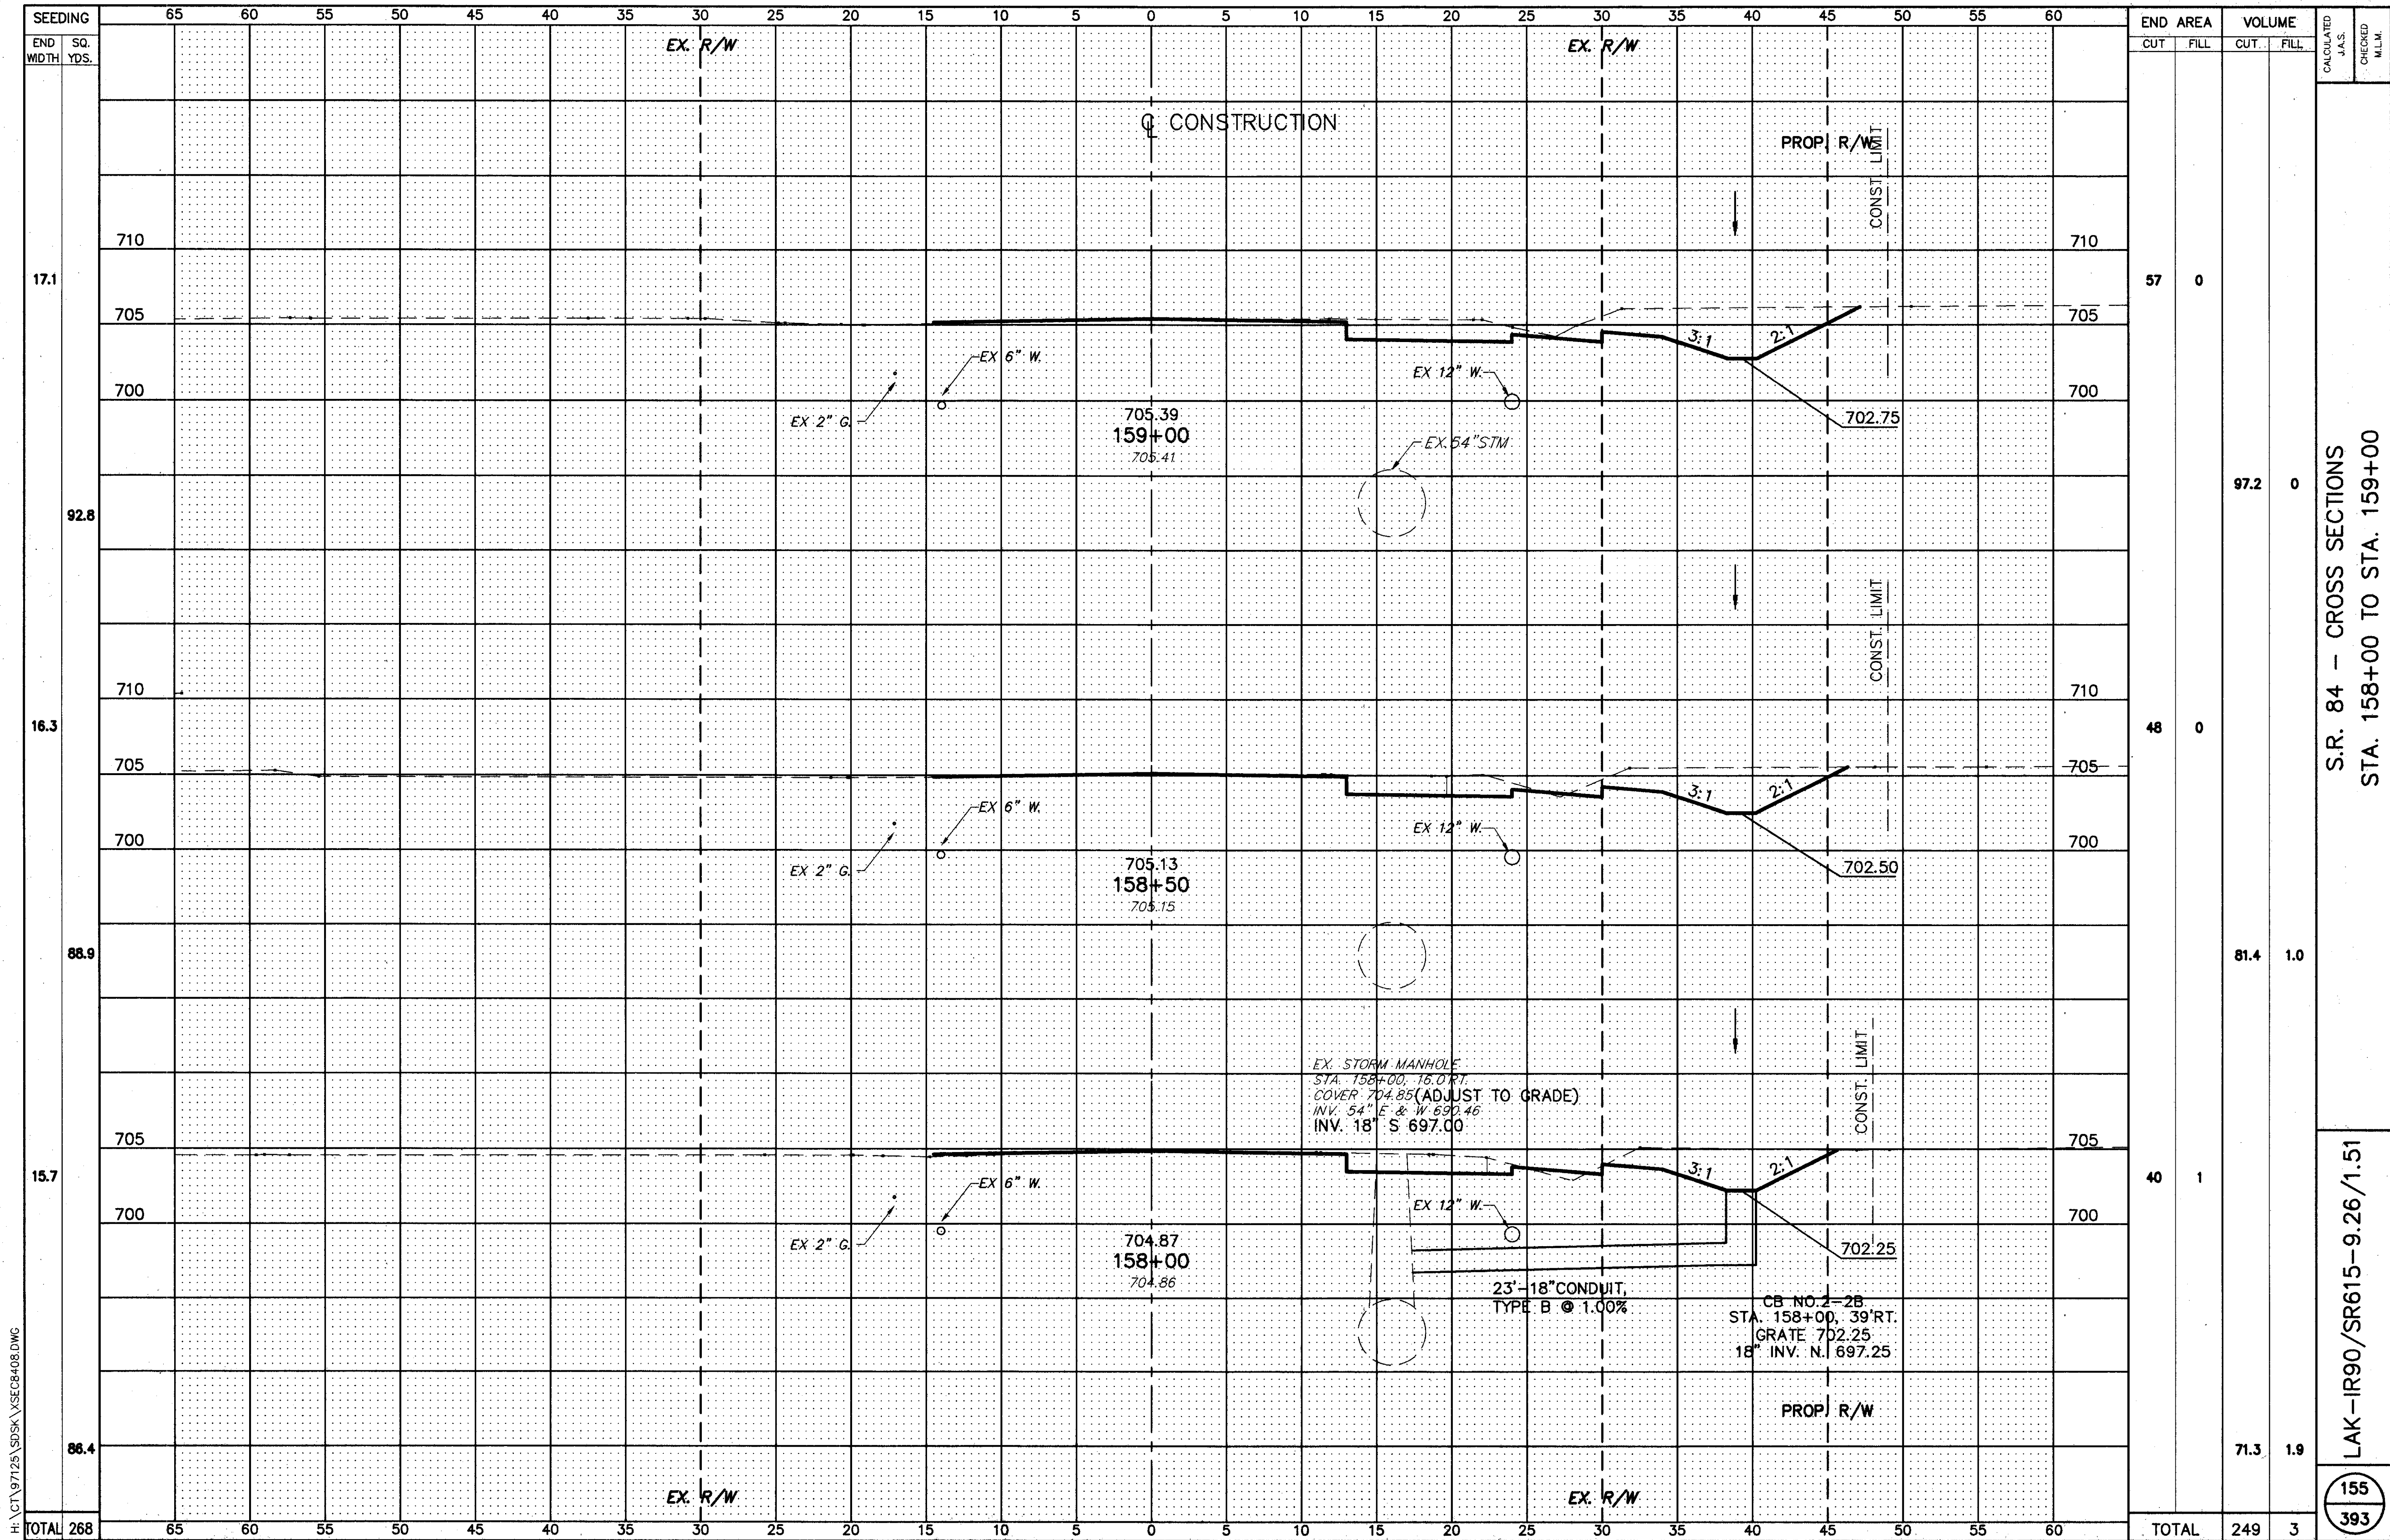 SEEDING
END WIDTH SQ. YDS.
65 60 55 50 45 40 35 30 25 20 15 10 5 0 5 10 15 20 25 30 35 40 45 50 55 60
END AREA VOLUME
CUT FILL CUT FILL
CALCULATED J.A.S.
CHECKED M.L.M.
EX. R/W EX. R/W
℄ CONSTRUCTION
PROP. R/W
CONST. LIMIT
710 710
17.1 57 0
705 705
3:1 2:1
EX 6" W.
EX 12" W.
700 700
EX 2" G.
705.39
159+00
705.41
702.75
EX. 54" STM
97.2 0
92.8
CONST. LIMIT
710 710
16.3 48 0
705 705
3:1 2:1
EX 6" W.
EX 12" W.
700 700
EX 2" G.
705.13
158+50
705.15
702.50
88.9 81.4 1.0
EX. STORM MANHOLE
STA. 158+00, 16.0'RT.
COVER 704.85 (ADJUST TO GRADE)
INV. 54" E & W 690.46
INV. 18" S 697.00
CONST. LIMIT
705 705
15.7 40 1
3:1 2:1
EX 6" W.
EX 12" W.
700 700
EX 2" G.
704.87
158+00
704.86
702.25
23'-18"CONDUIT,
TYPE B @ 1.00%
CB NO.2-2B
STA. 158+00, 39'RT.
GRATE 702.25
18" INV. N. 697.25
PROP. R/W
86.4 71.3 1.9
EX. R/W EX. R/W
TOTAL 268
65 60 55 50 45 40 35 30 25 20 15 10 5 0 5 10 15 20 25 30 35 40 45 50 55 60
TOTAL 249 3
S.R. 84 - CROSS SECTIONS
STA. 158+00 TO STA. 159+00
LAK-IR90/SR615-9.26/1.51
155
393
H:\CT\97125\SDSK\XSEC8408.DWG